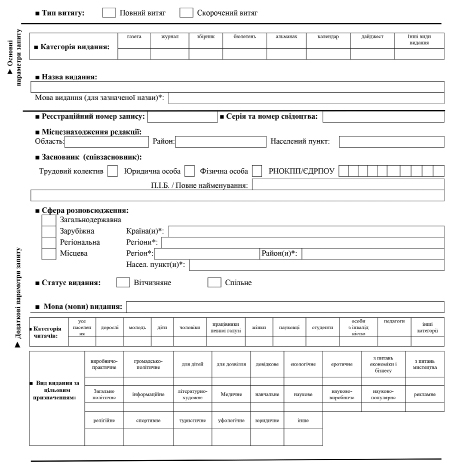 ■ Тип витягу: Повний витяг Скорочений витяг
▶ Основні параметри запиту
■ Категорія видання: газета журнал збірник бюлетень альманах календар дайджест інші види видання
■ Назва видання:
Мова видання (для зазначеної назви)*:
■ Реєстраційний номер запису: ■ Серія та номер свідоцтва:
■ Місцезнаходження редакції:
Область: Район: Населений пункт:
■ Засновник (співзасновник):
Трудовий колектив Юридична особа Фізична особа РНОКПП/ЄДРПОУ
П.І.Б. / Повне найменування:
▶ Додаткові параметри запиту
■ Сфера розповсюдження:
Загальнодержавна
Зарубіжна Країна(и)*:
Регіональна Регіони*:
Місцева Регіон*: Район(и)*:
Насел. пункт(и)*:
■ Статус видання: Вітчизняне Спільне
■ Мова (мови) видання:
■ Категорія читачів: усе населення дорослі молодь діти чоловіки працівники певної галузі жінки науковці студенти особи з інвалідністю педагоги інші категорії
■ Вид видання за цільовим призначенням:
виробничо-практичне громадсько-політичне для дітей для дозвілля довідкове екологічне еротичне з питань економіки і бізнесу з питань мистецтва
Загально-політичне інформаційне літературно-художнє Медичне навчальне наукове науково-виробниче науково-популярне рекламне
релігійне спортивне туристичне уфологічне юридичне інше